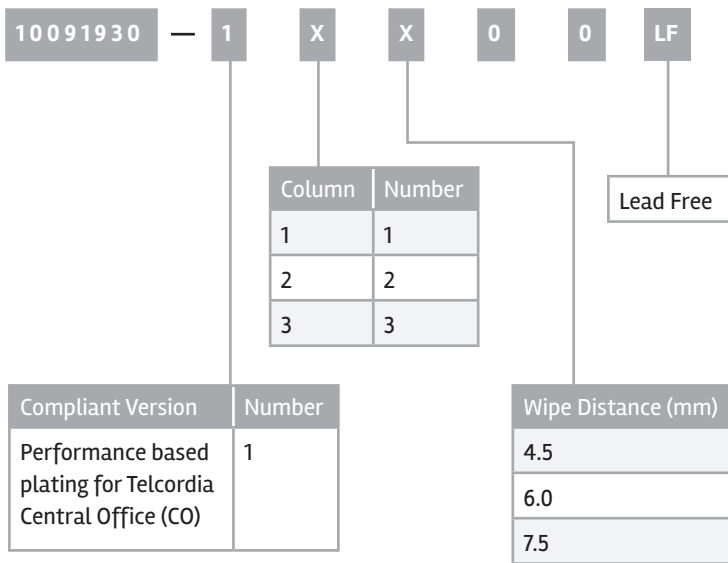 10091930 — 1 X X 0 0 LF
Column Number
1 1
2 2
3 3
Lead Free
Compliant Version Number
Performance based 1
plating for Telcordia
Central Office (CO)
Wipe Distance (mm)
4.5
6.0
7.5